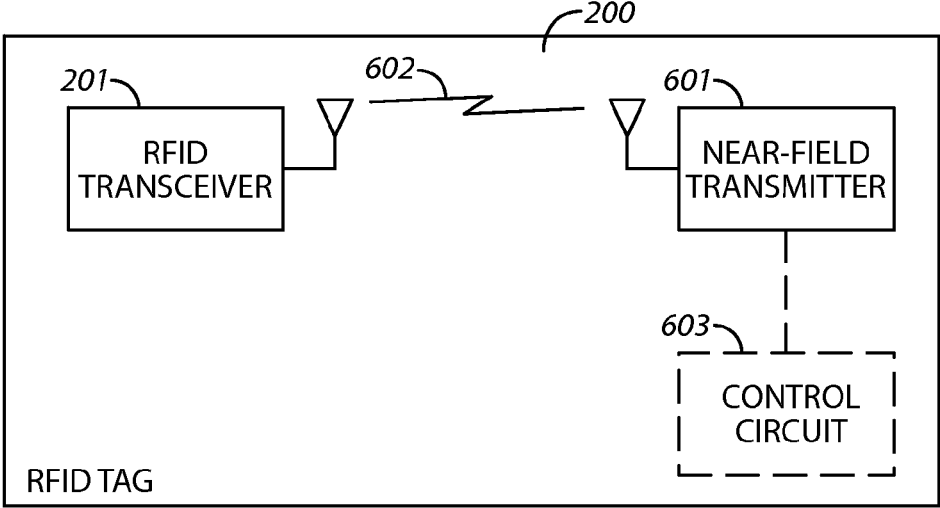 200
201
602
601
RFID
TRANSCEIVER
NEAR-FIELD
TRANSMITTER
603
CONTROL
CIRCUIT
RFID TAG